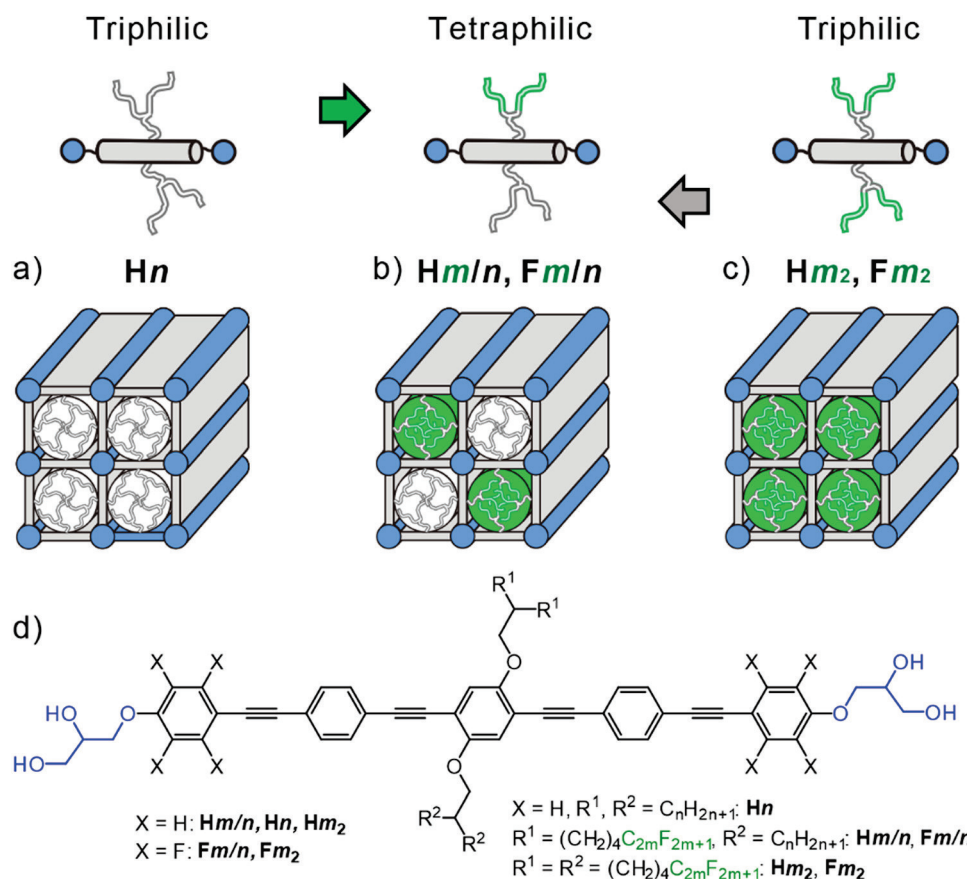 Triphilic Tetraphilic Triphilic
a) Hn b) Hm/n, Fm/n c) Hm₂, Fm₂
d)
R¹
R¹
X X O X X OH
HO O O OH
HO X X O X X
R² R²
X = H: Hm/n, Hn, Hm₂
X = F: Fm/n, Fm₂
X = H, R¹, R² = CₙH₂ₙ₊₁: Hn
R¹ = (CH₂)₄C₂ₘF₂ₘ₊₁, R² = CₙH₂ₙ₊₁: Hm/n, Fm/n
R¹ = R² = (CH₂)₄C₂ₘF₂ₘ₊₁: Hm₂, Fm₂